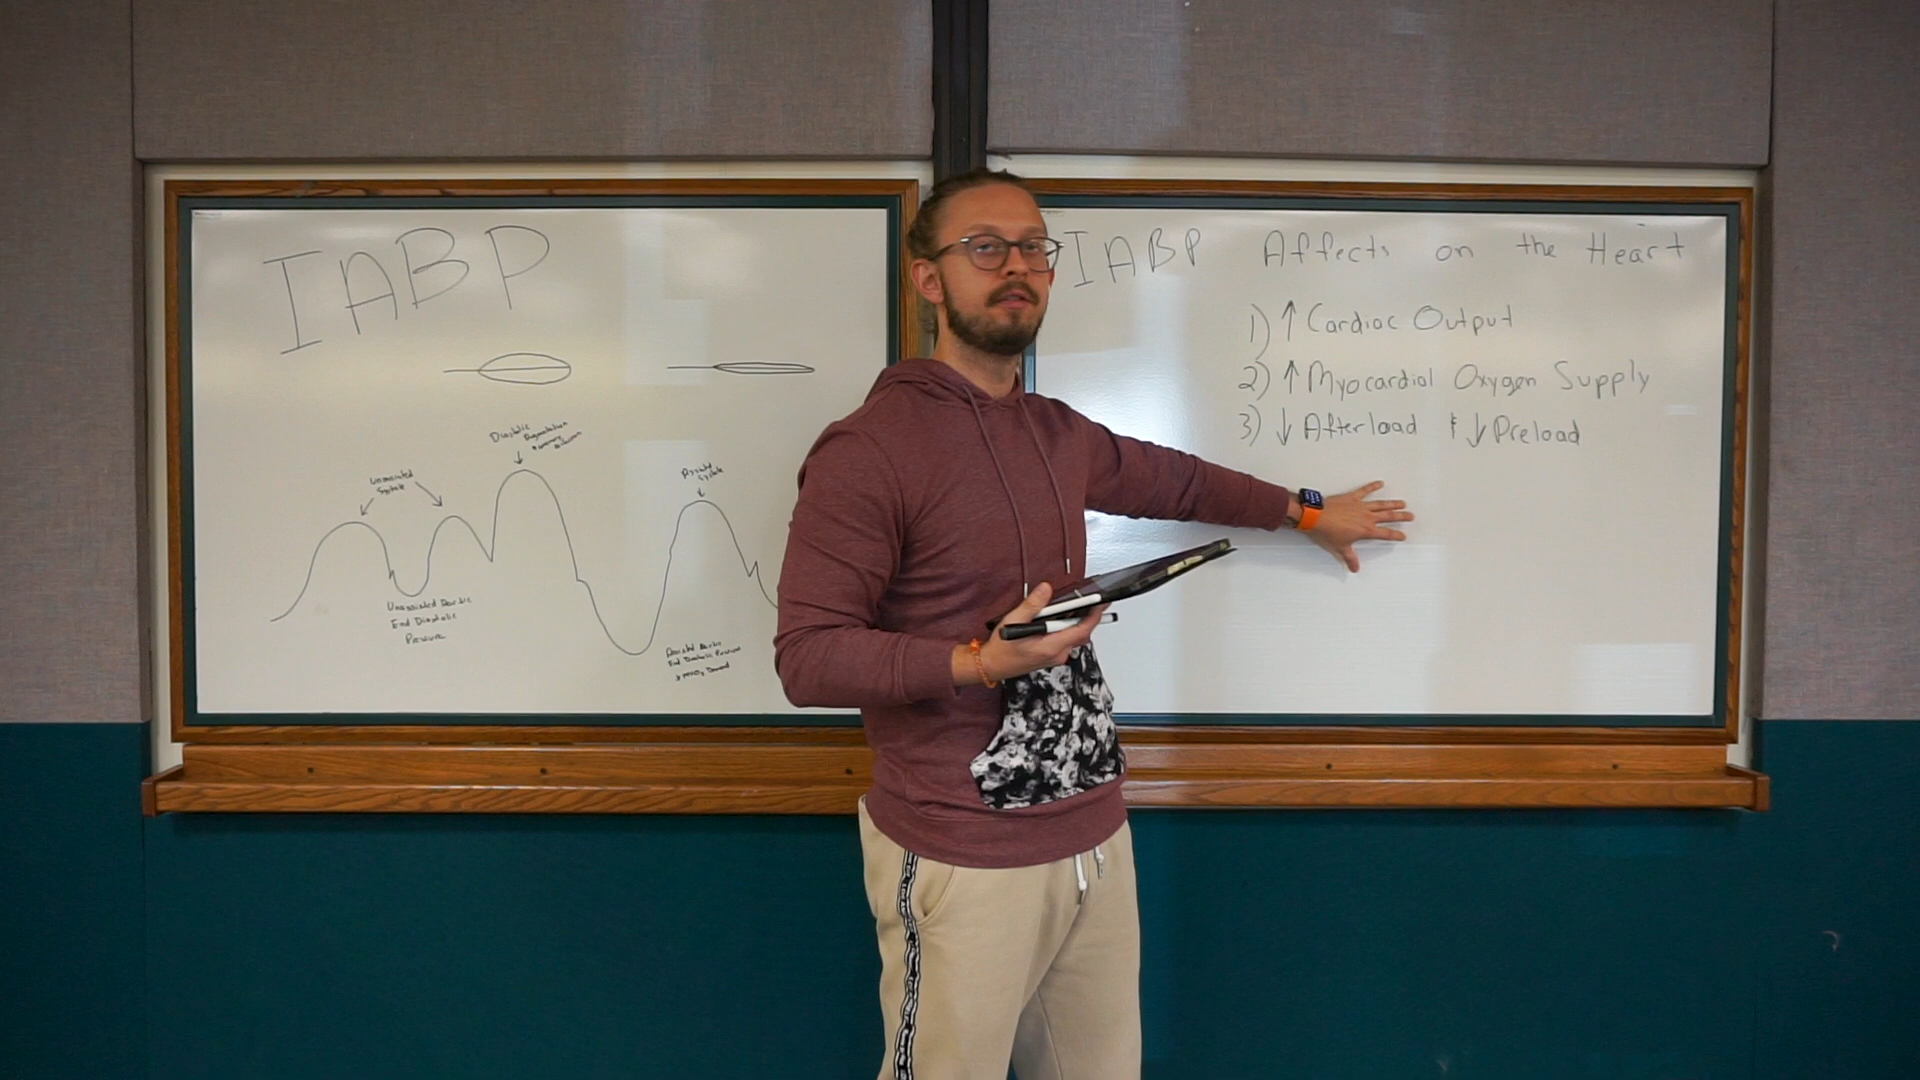 IABP
Diastolic
Augmentation
Unassisted
Systole
Assisted
Systole
Unassisted Aortic
End Diastolic
Pressure
Assisted Aortic
End Diastolic Pressure
Demand
IABP Affects on the Heart
1) ↑ Cardiac Output
2) ↑ Myocardial Oxygen Supply
3) ↓ Afterload & ↓ Preload